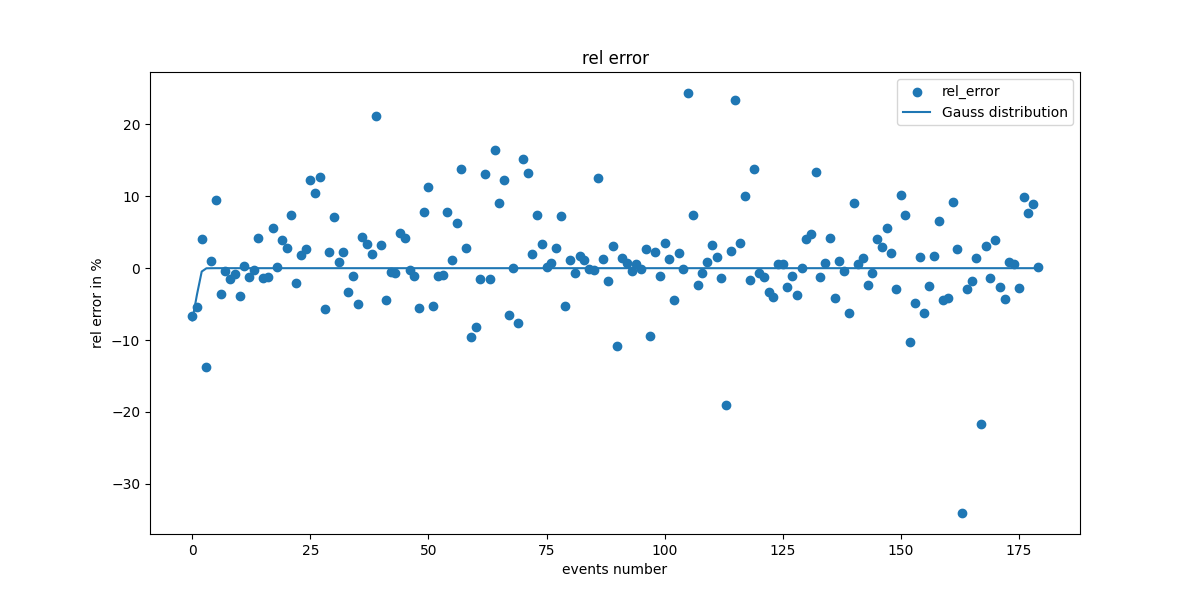 rel error
rel_error
Gauss distribution
rel error in %
20
10
0
−10
−20
−30
0
25
50
75
100
125
150
175
events number